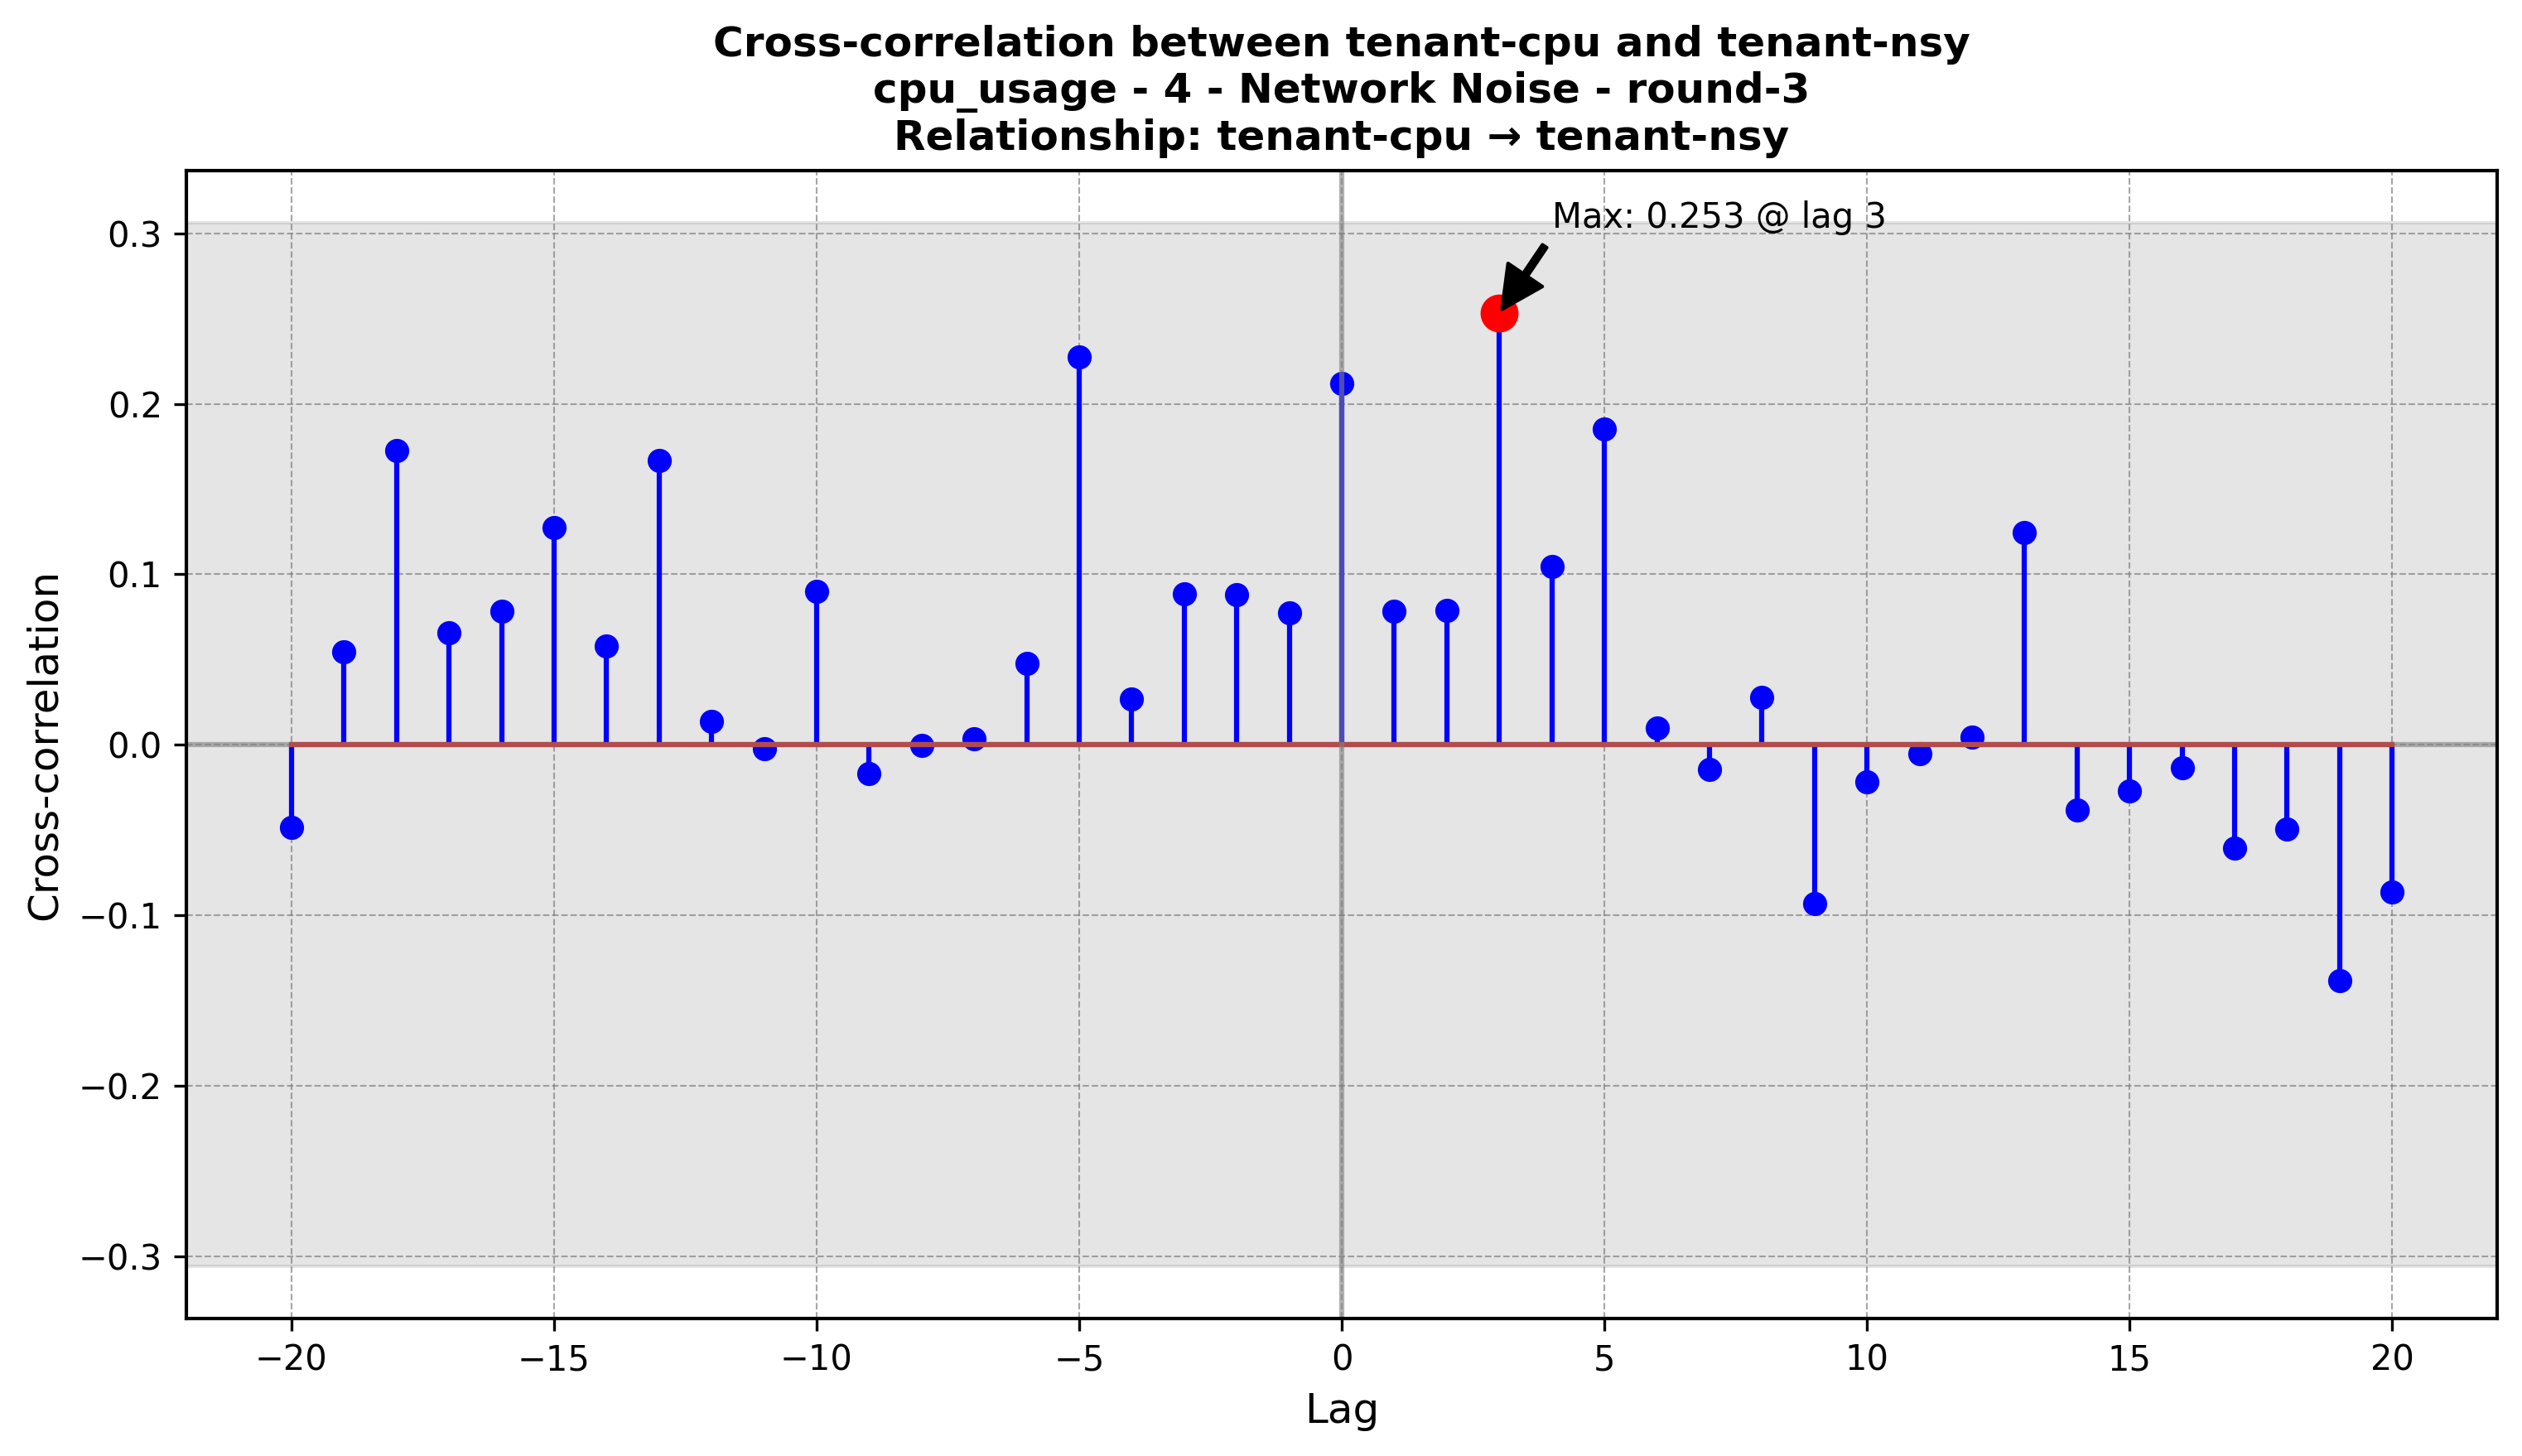 Cross-correlation between tenant-cpu and tenant-nsy
cpu_usage - 4 - Network Noise - round-3
Relationship: tenant-cpu → tenant-nsy
Max: 0.253 @ lag 3
0.3
0.2
0.1
0.0
−0.1
−0.2
−0.3
Cross-correlation
−20
−15
−10
−5
0
5
10
15
20
Lag